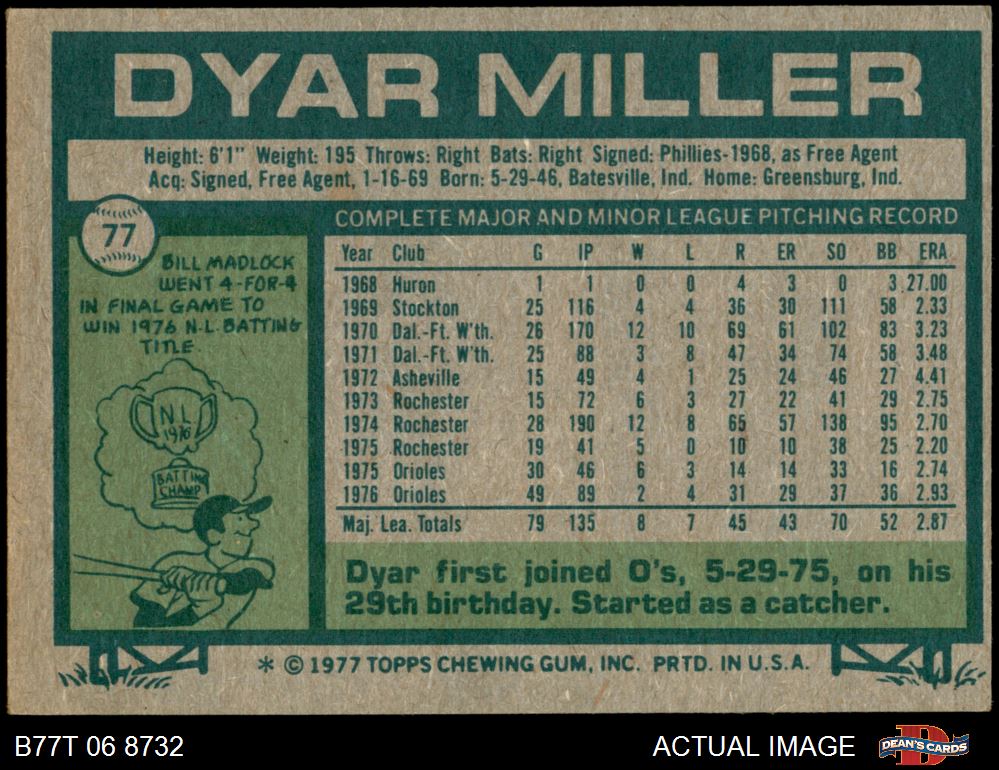 DYAR MILLER
Height: 6'1" Weight: 195 Throws: Right Bats: Right Signed: Phillies-1968, as Free Agent
Acq: Signed, Free Agent, 1-16-69 Born: 5-29-46, Batesville, Ind. Home: Greensburg, Ind.
77
BILL MADLOCK
WENT 4-FOR-4
IN FINAL GAME TO
WIN 1976 N.L. BATTING
TITLE.
N.L.
1976
BATTING
CHAMP
COMPLETE MAJOR AND MINOR LEAGUE PITCHING RECORD
Year Club G IP W L R ER SO BB ERA
1968 Huron 1 1 0 0 4 3 0 3 27.00
1969 Stockton 25 116 4 4 36 30 111 58 2.33
1970 Dal.-Ft. W'th. 26 170 12 10 69 61 102 83 3.23
1971 Dal.-Ft. W'th. 25 88 3 8 47 34 74 58 3.48
1972 Asheville 15 49 4 1 25 24 46 27 4.41
1973 Rochester 15 72 6 3 27 22 41 29 2.75
1974 Rochester 28 190 12 8 65 57 138 95 2.70
1975 Rochester 19 41 5 0 10 10 38 25 2.20
1975 Orioles 30 46 6 3 14 14 33 16 2.74
1976 Orioles 49 89 2 4 31 29 37 36 2.93
Maj. Lea. Totals 79 135 8 7 45 43 70 52 2.87
Dyar first joined O's, 5-29-75, on his
29th birthday. Started as a catcher.
* © 1977 TOPPS CHEWING GUM, INC. PRTD. IN U.S.A.
B77T 06 8732
ACTUAL IMAGE
D
DEAN'S CARDS